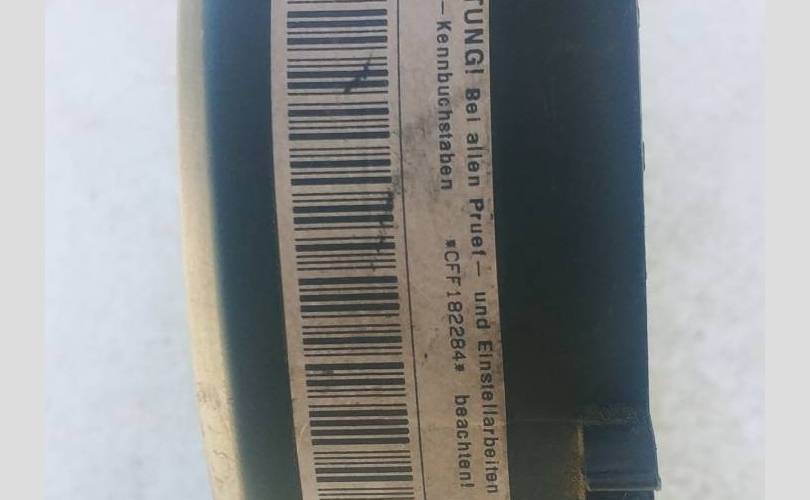 TUNG! Bei allen Pruef- und Einstellarbeiten
- Kennbuchstaben *CFF182284* beachten!